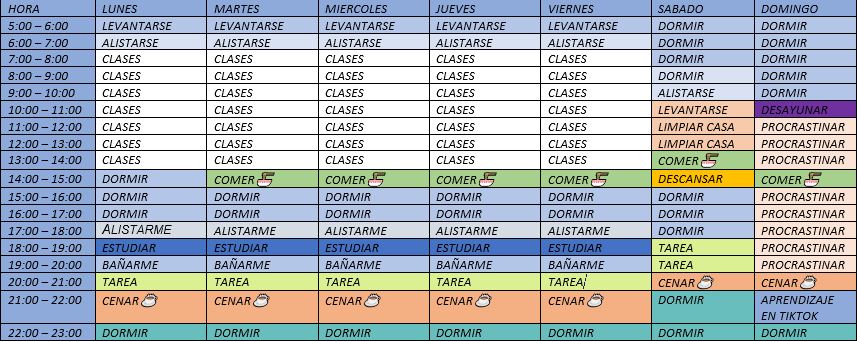 HORA LUNES MARTES MIERCOLES JUEVES VIERNES SABADO DOMINGO
5:00 – 6:00 LEVANTARSE LEVANTARSE LEVANTARSE LEVANTARSE LEVANTARSE DORMIR DORMIR
6:00 – 7:00 ALISTARSE ALISTARSE ALISTARSE ALISTARSE ALISTARSE DORMIR DORMIR
7:00 – 8:00 CLASES CLASES CLASES CLASES CLASES DORMIR DORMIR
8:00 – 9:00 CLASES CLASES CLASES CLASES CLASES DORMIR DORMIR
9:00 – 10:00 CLASES CLASES CLASES CLASES CLASES ALISTARSE DORMIR
10:00 – 11:00 CLASES CLASES CLASES CLASES CLASES LEVANTARSE DESAYUNAR
11:00 – 12:00 CLASES CLASES CLASES CLASES CLASES LIMPIAR CASA PROCRASTINAR
12:00 – 13:00 CLASES CLASES CLASES CLASES CLASES LIMPIAR CASA PROCRASTINAR
13:00 – 14:00 CLASES CLASES CLASES CLASES CLASES COMER PROCRASTINAR
14:00 – 15:00 DORMIR COMER COMER COMER COMER DESCANSAR COMER
15:00 – 16:00 DORMIR DORMIR DORMIR DORMIR DORMIR DORMIR PROCRASTINAR
16:00 – 17:00 DORMIR DORMIR DORMIR DORMIR DORMIR DORMIR PROCRASTINAR
17:00 – 18:00 ALISTARME ALISTARME ALISTARME ALISTARME ALISTARME DORMIR PROCRASTINAR
18:00 – 19:00 ESTUDIAR ESTUDIAR ESTUDIAR ESTUDIAR ESTUDIAR TAREA PROCRASTINAR
19:00 – 20:00 BAÑARME BAÑARME BAÑARME BAÑARME BAÑARME TAREA PROCRASTINAR
20:00 – 21:00 TAREA TAREA TAREA TAREA TAREA CENAR CENAR
21:00 – 22:00 CENAR CENAR CENAR CENAR CENAR DORMIR APRENDIZAJE
EN TIKTOK
22:00 – 23:00 DORMIR DORMIR DORMIR DORMIR DORMIR DORMIR DORMIR